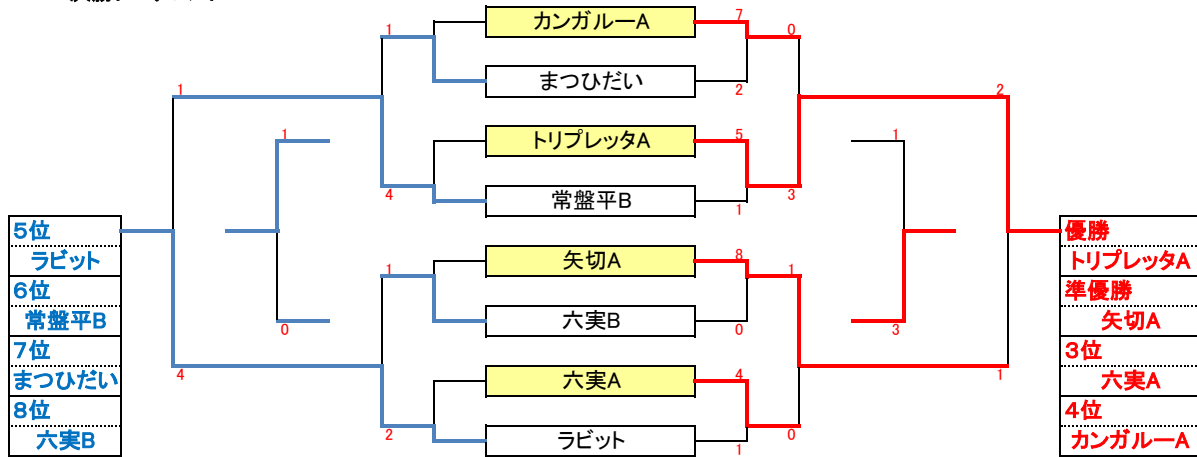 カンガルーA
まつひだい
トリプレッタA
常盤平B
矢切A
六実B
六実A
ラビット
1
4
1
2
1
4
1
0
7
2
5
1
8
0
4
1
0
3
1
0
2
1
1
3
5位
ラビット
6位
常盤平B
7位
まつひだい
8位
六実B
優勝
トリプレッタA
準優勝
矢切A
3位
六実A
4位
カンガルーA